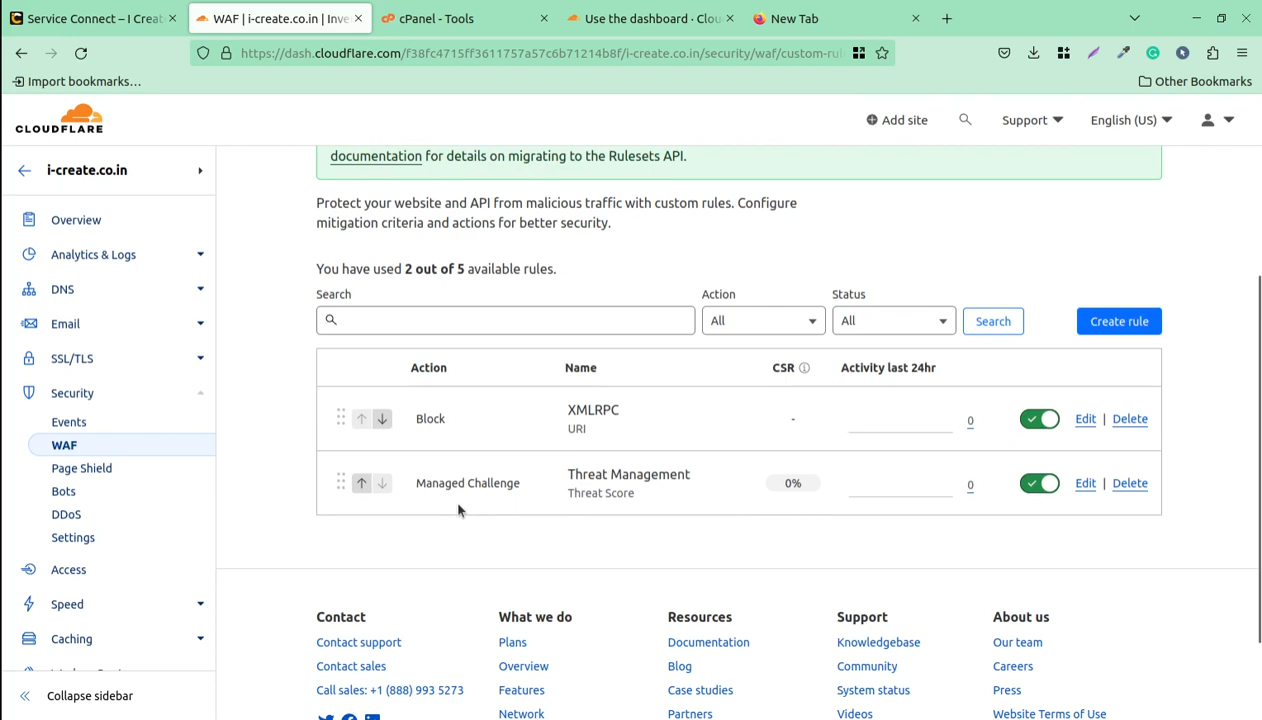 Service Connect – I Creat
WAF | i-create.co.in | Inve
cPanel - Tools
Use the dashboard · Clou
New Tab
https://dash.cloudflare.com/f38fc4715ff3611757a57c6b71214b8f/i-create.co.in/security/waf/custom-rul
Import bookmarks…
Other Bookmarks
CLOUDFLARE
Add site
Support
English (US)
i-create.co.in
documentation for details on migrating to the Rulesets API.
Overview
Analytics & Logs
DNS
Email
SSL/TLS
Security
Events
WAF
Page Shield
Bots
DDoS
Settings
Access
Speed
Caching
Collapse sidebar
Protect your website and API from malicious traffic with custom rules. Configure
mitigation criteria and actions for better security.
You have used 2 out of 5 available rules.
Search Action Status
All All Search Create rule
Action Name CSR Activity last 24hr
Block XMLRPC - 0 Edit | Delete
URI
Managed Challenge Threat Management 0% 0 Edit | Delete
Threat Score
Contact What we do Resources Support About us
Contact support Plans Documentation Knowledgebase Our team
Contact sales Overview Blog Community Careers
Call sales: +1 (888) 993 5273 Features Case studies System status Press
Network Partners Videos Website Terms of Use